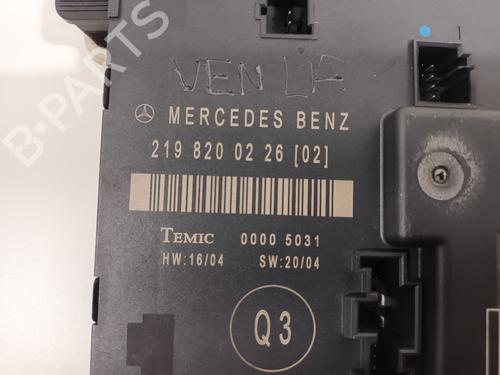 B-PARTS
VEN LF
MERCEDES BENZ
219 820 02 26 [02]
TEMIC 0000 5031
HW:16/04 SW:20/04
Q3